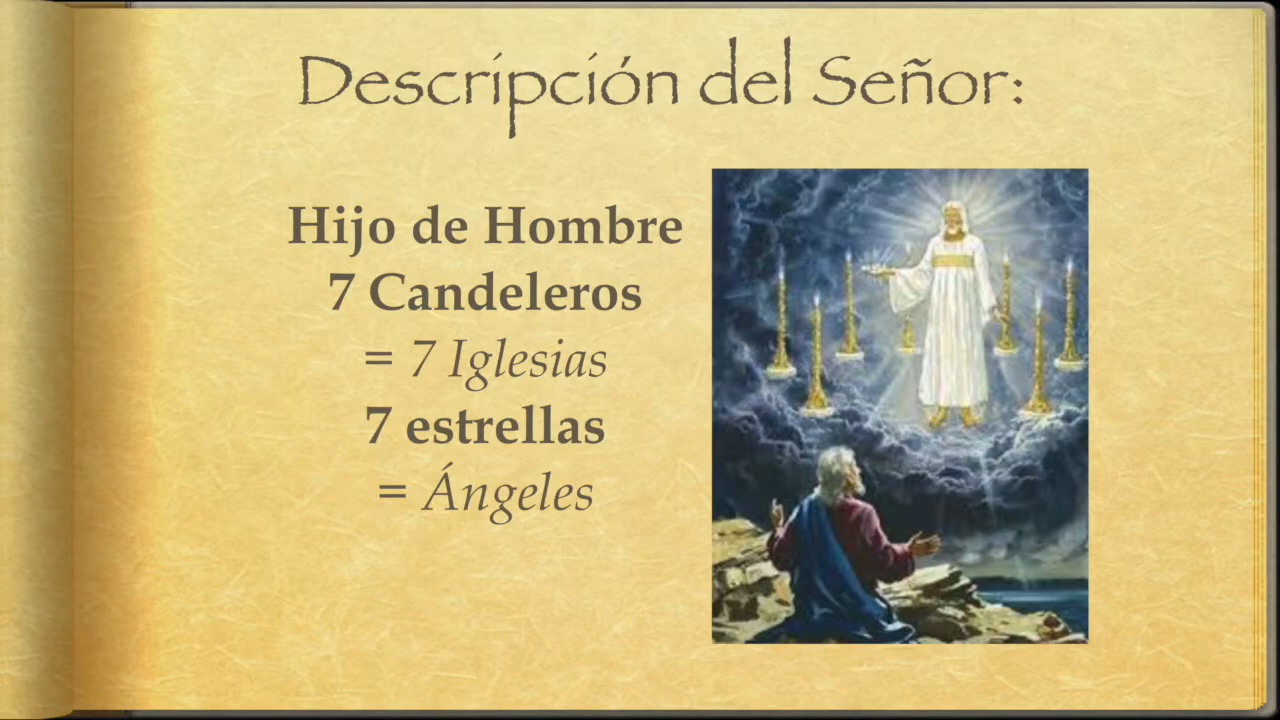 Descripción del Señor:
Hijo de Hombre
7 Candeleros
= 7 Iglesias
7 estrellas
= Ángeles